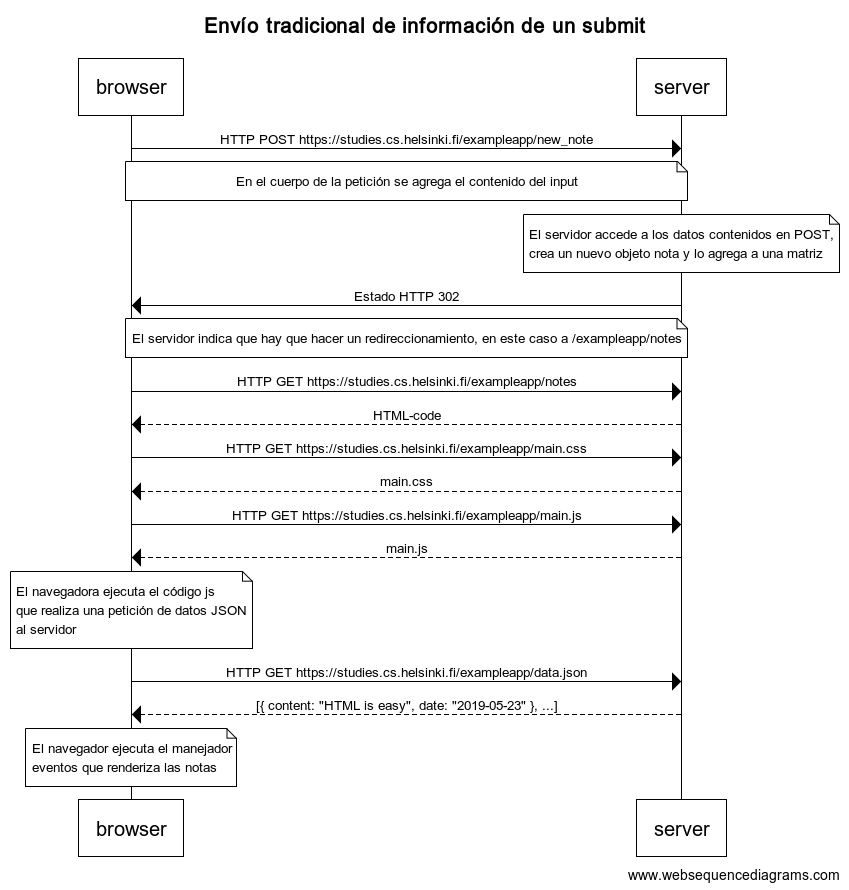 Envío tradicional de información de un submit
browser
server
HTTP POST https://studies.cs.helsinki.fi/exampleapp/new_note
En el cuerpo de la petición se agrega el contenido del input
El servidor accede a los datos contenidos en POST,
crea un nuevo objeto nota y lo agrega a una matriz
Estado HTTP 302
El servidor indica que hay que hacer un redireccionamiento, en este caso a /exampleapp/notes
HTTP GET https://studies.cs.helsinki.fi/exampleapp/notes
HTML-code
HTTP GET https://studies.cs.helsinki.fi/exampleapp/main.css
main.css
HTTP GET https://studies.cs.helsinki.fi/exampleapp/main.js
main.js
El navegadora ejecuta el código js
que realiza una petición de datos JSON
al servidor
HTTP GET https://studies.cs.helsinki.fi/exampleapp/data.json
[{ content: "HTML is easy", date: "2019-05-23" }, ...]
El navegador ejecuta el manejador
eventos que renderiza las notas
browser
server
www.websequencediagrams.com